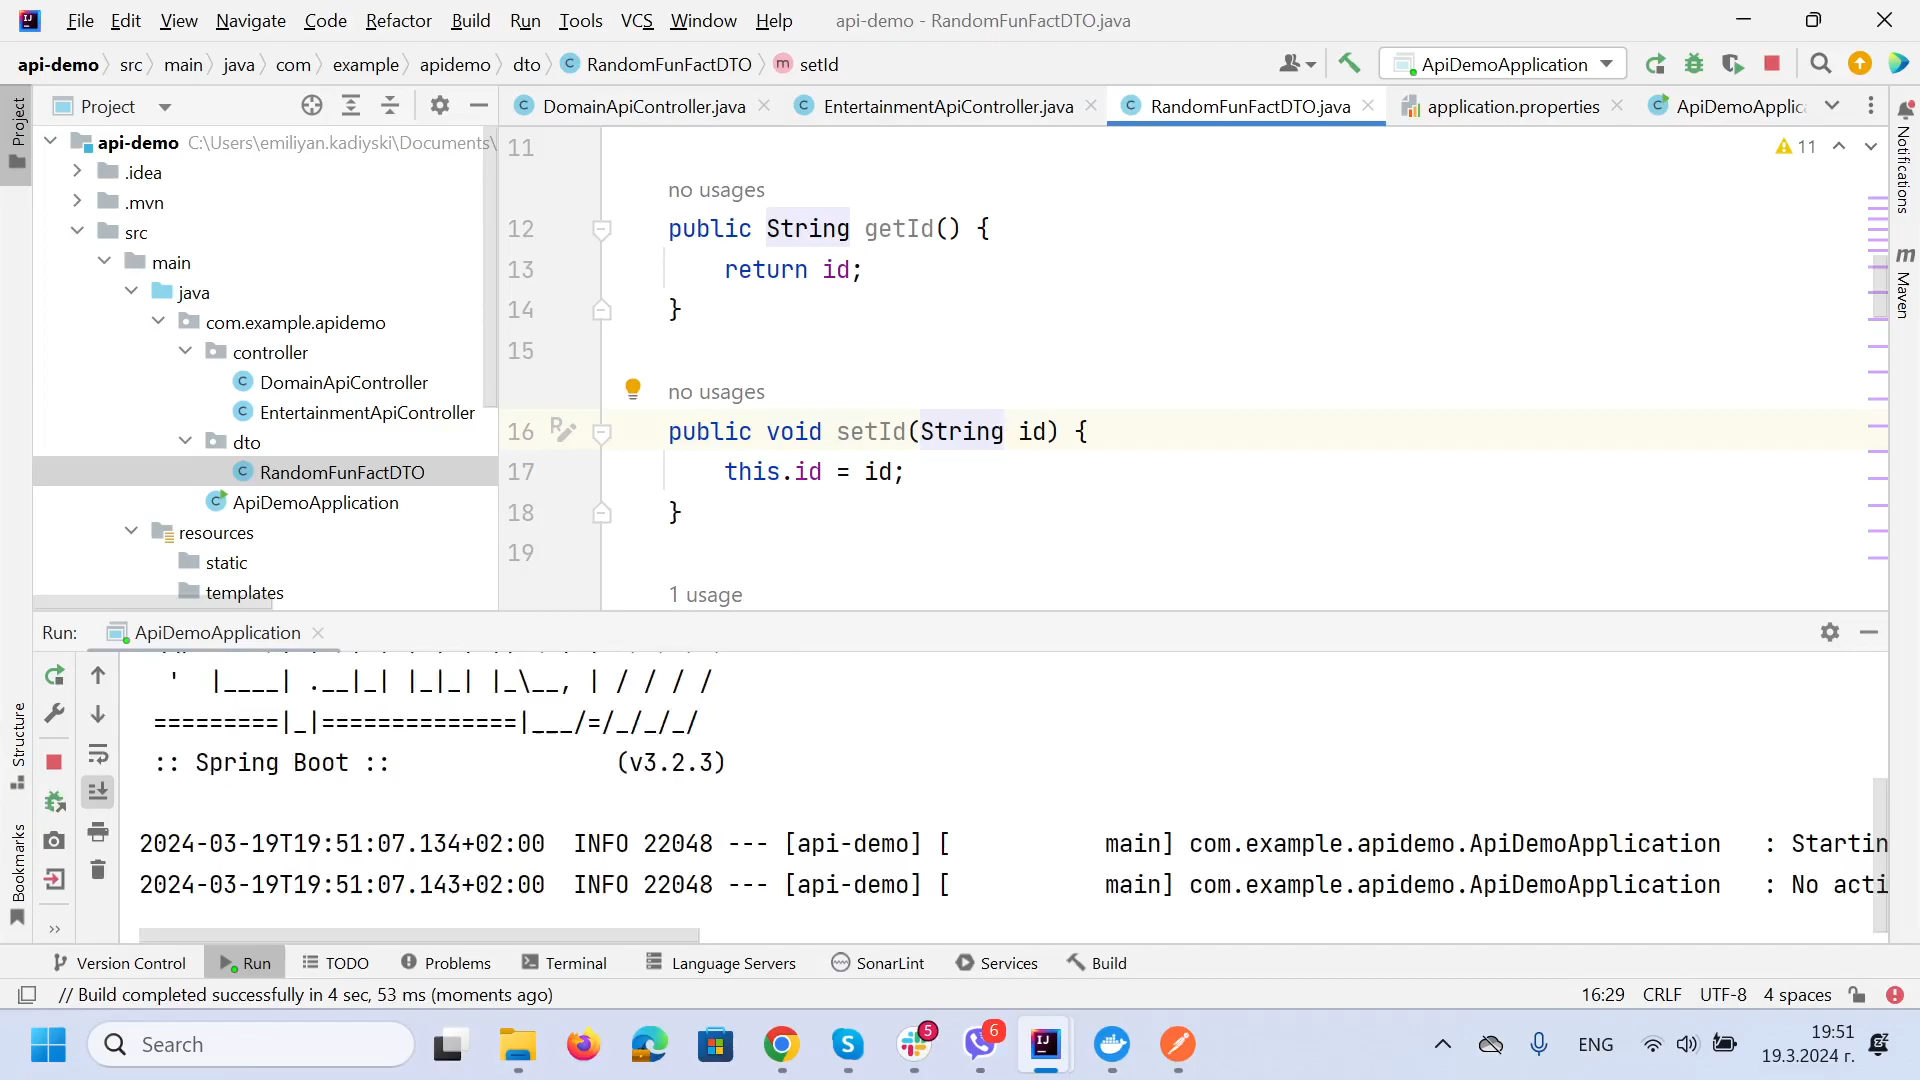 File Edit View Navigate Code Refactor Build Run Tools VCS Window Help api-demo - RandomFunFactDTO.java
api-demo src main java com example apidemo dto RandomFunFactDTO setId ApiDemoApplication
Project DomainApiController.java EntertainmentApiController.java RandomFunFactDTO.java application.properties ApiDemoApplic
Project
Notifications
Maven
Structure
Bookmarks
api-demo C:\Users\emiliyan.kadiyski\Documents\
.idea
.mvn
src
main
java
com.example.apidemo
controller
DomainApiController
EntertainmentApiController
dto
RandomFunFactDTO
ApiDemoApplication
resources
static
templates
11
11
no usages
12 public String getId() {
13 return id;
14 }
15
no usages
16 public void setId(String id) {
17 this.id = id;
18 }
19
1 usage
Run: ApiDemoApplication
' |____| .__|_| |_|_| |_\__, | / / / /
=========|_|==============|___/=/_/_/_/
:: Spring Boot :: (v3.2.3)
2024-03-19T19:51:07.134+02:00 INFO 22048 --- [api-demo] [ main] com.example.apidemo.ApiDemoApplication : Startin
2024-03-19T19:51:07.143+02:00 INFO 22048 --- [api-demo] [ main] com.example.apidemo.ApiDemoApplication : No acti
Version Control Run TODO Problems Terminal Language Servers SonarLint Services Build
// Build completed successfully in 4 sec, 53 ms (moments ago) 16:29 CRLF UTF-8 4 spaces
Search 5 6 ENG 19:51
19.3.2024 г.